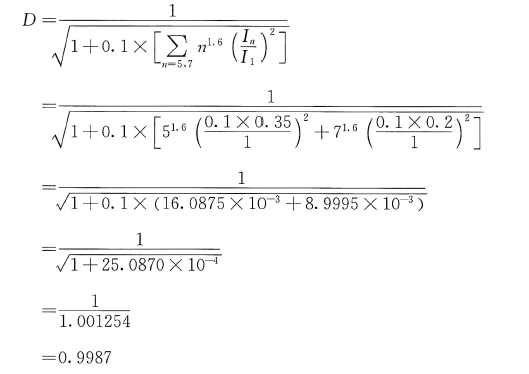 D = 1 / √(1+0.1×[∑_{n=5,7} n^{1.6} (I_n/I_1)^2])
= 1 / √(1+0.1×[5^{1.6} (0.1×0.35/1)^2 + 7^{1.6} (0.1×0.2/1)^2])
= 1 / √(1+0.1×(16.0875×10^{-3}+8.9995×10^{-3}))
= 1 / √(1+25.0870×10^{-4})
= 1 / 1.001254
=0.9987